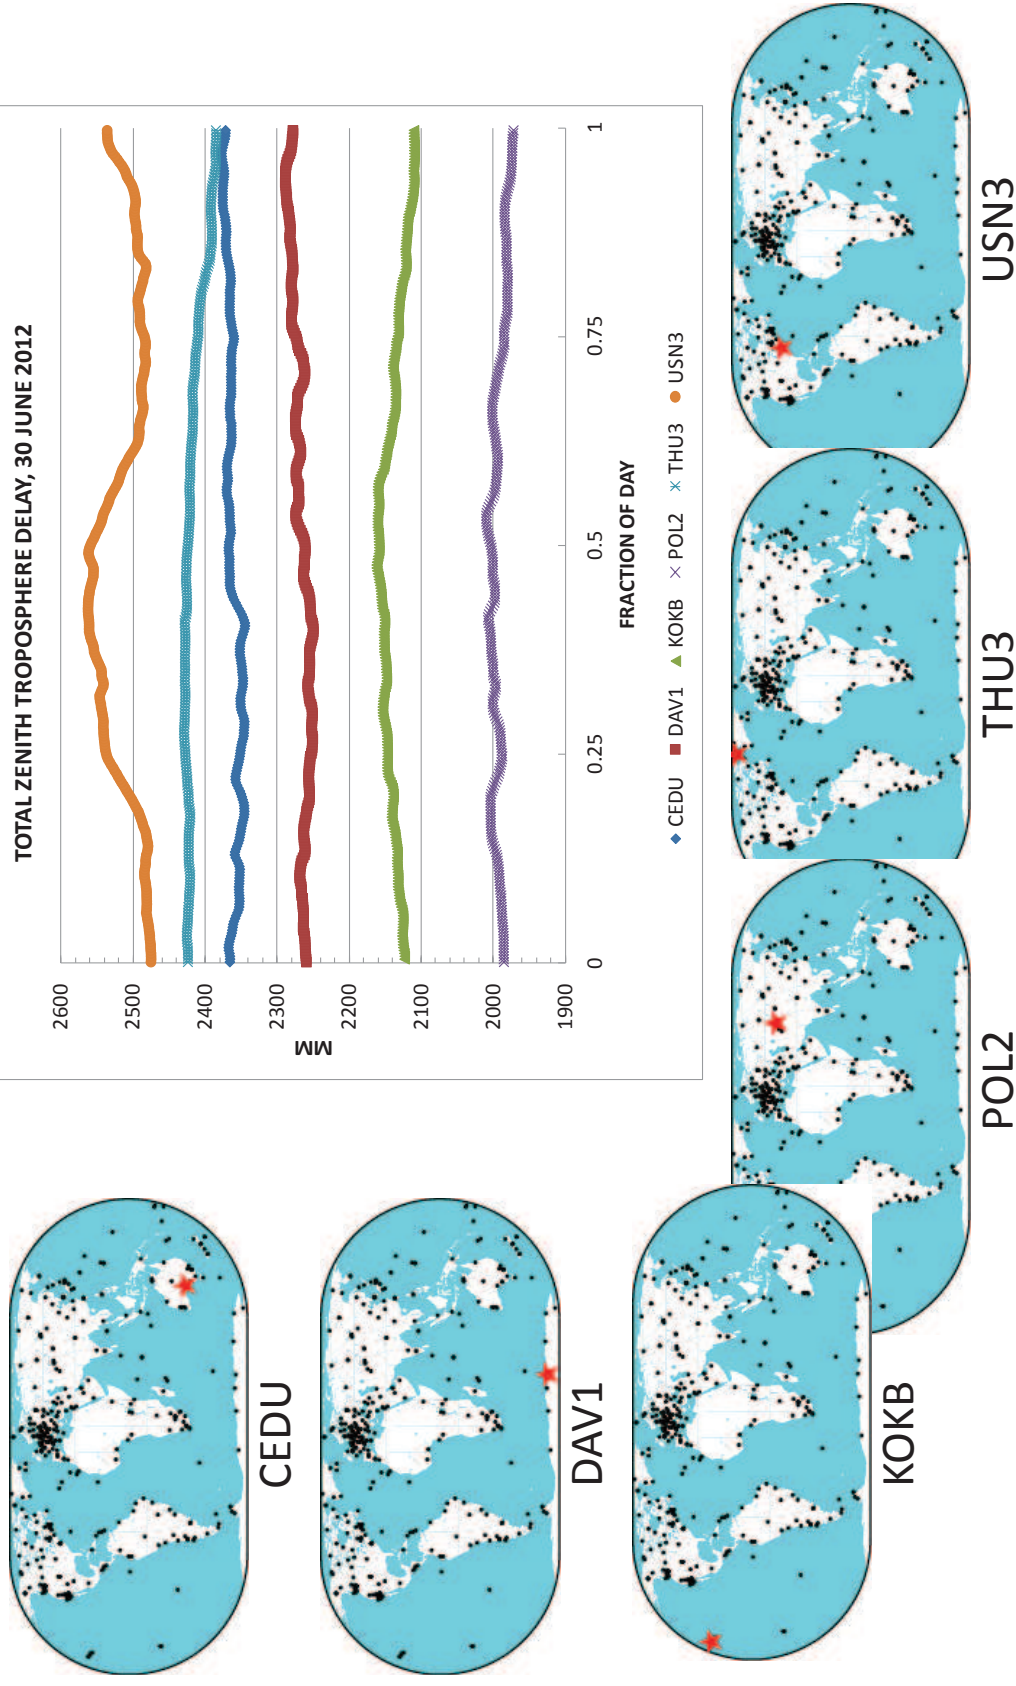 TOTAL ZENITH TROPOSPHERE DELAY, 30 JUNE 2012
2600
2500
2400
2300
2200
2100
2000
1900
MM
0 0.25 0.5 0.75 1
FRACTION OF DAY
CEDU DAV1 KOKB POL2 THU3 USN3
CEDU
DAV1
KOKB
POL2
THU3
USN3